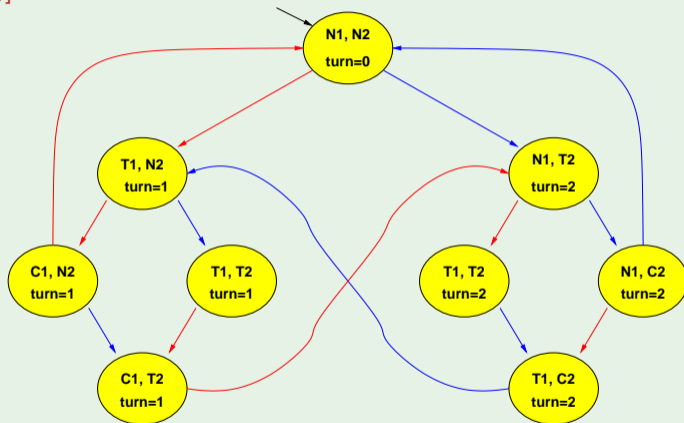 N1, N2
turn=0
T1, N2
turn=1
N1, T2
turn=2
C1, N2
turn=1
T1, T2
turn=1
T1, T2
turn=2
N1, C2
turn=2
C1, T2
turn=1
T1, C2
turn=2